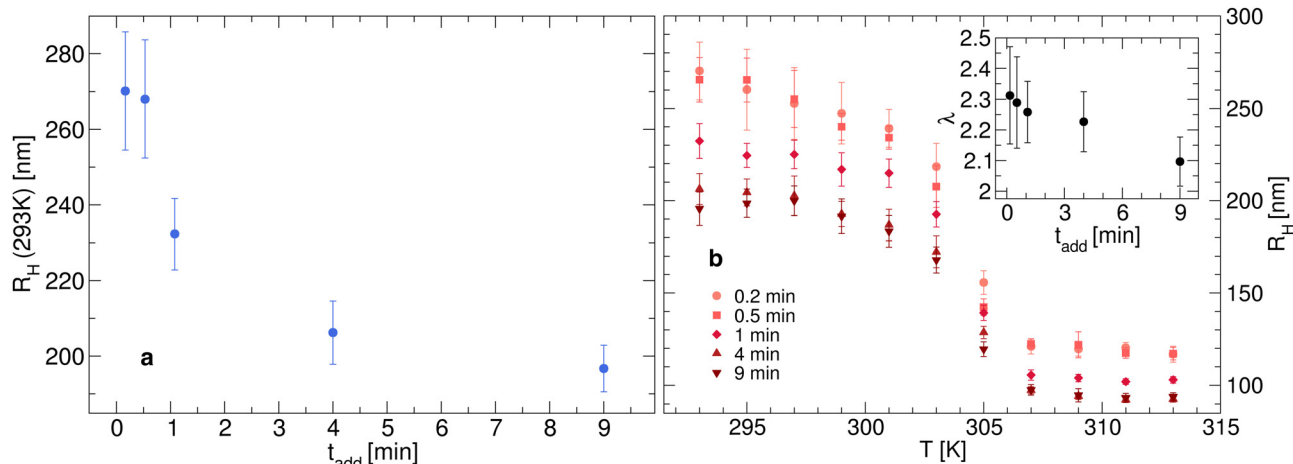 280
260
240
220
200
R_H (293K) [nm]
a
0 1 2 3 4 5 6 7 8 9
t_add [min]
b
0.2 min
0.5 min
1 min
4 min
9 min
295 300 305 310 315
T [K]
300
250
200
150
100
R_H [nm]
2.5
2.4
2.3
2.2
2.1
2
λ
0 3 6 9
t_add [min]